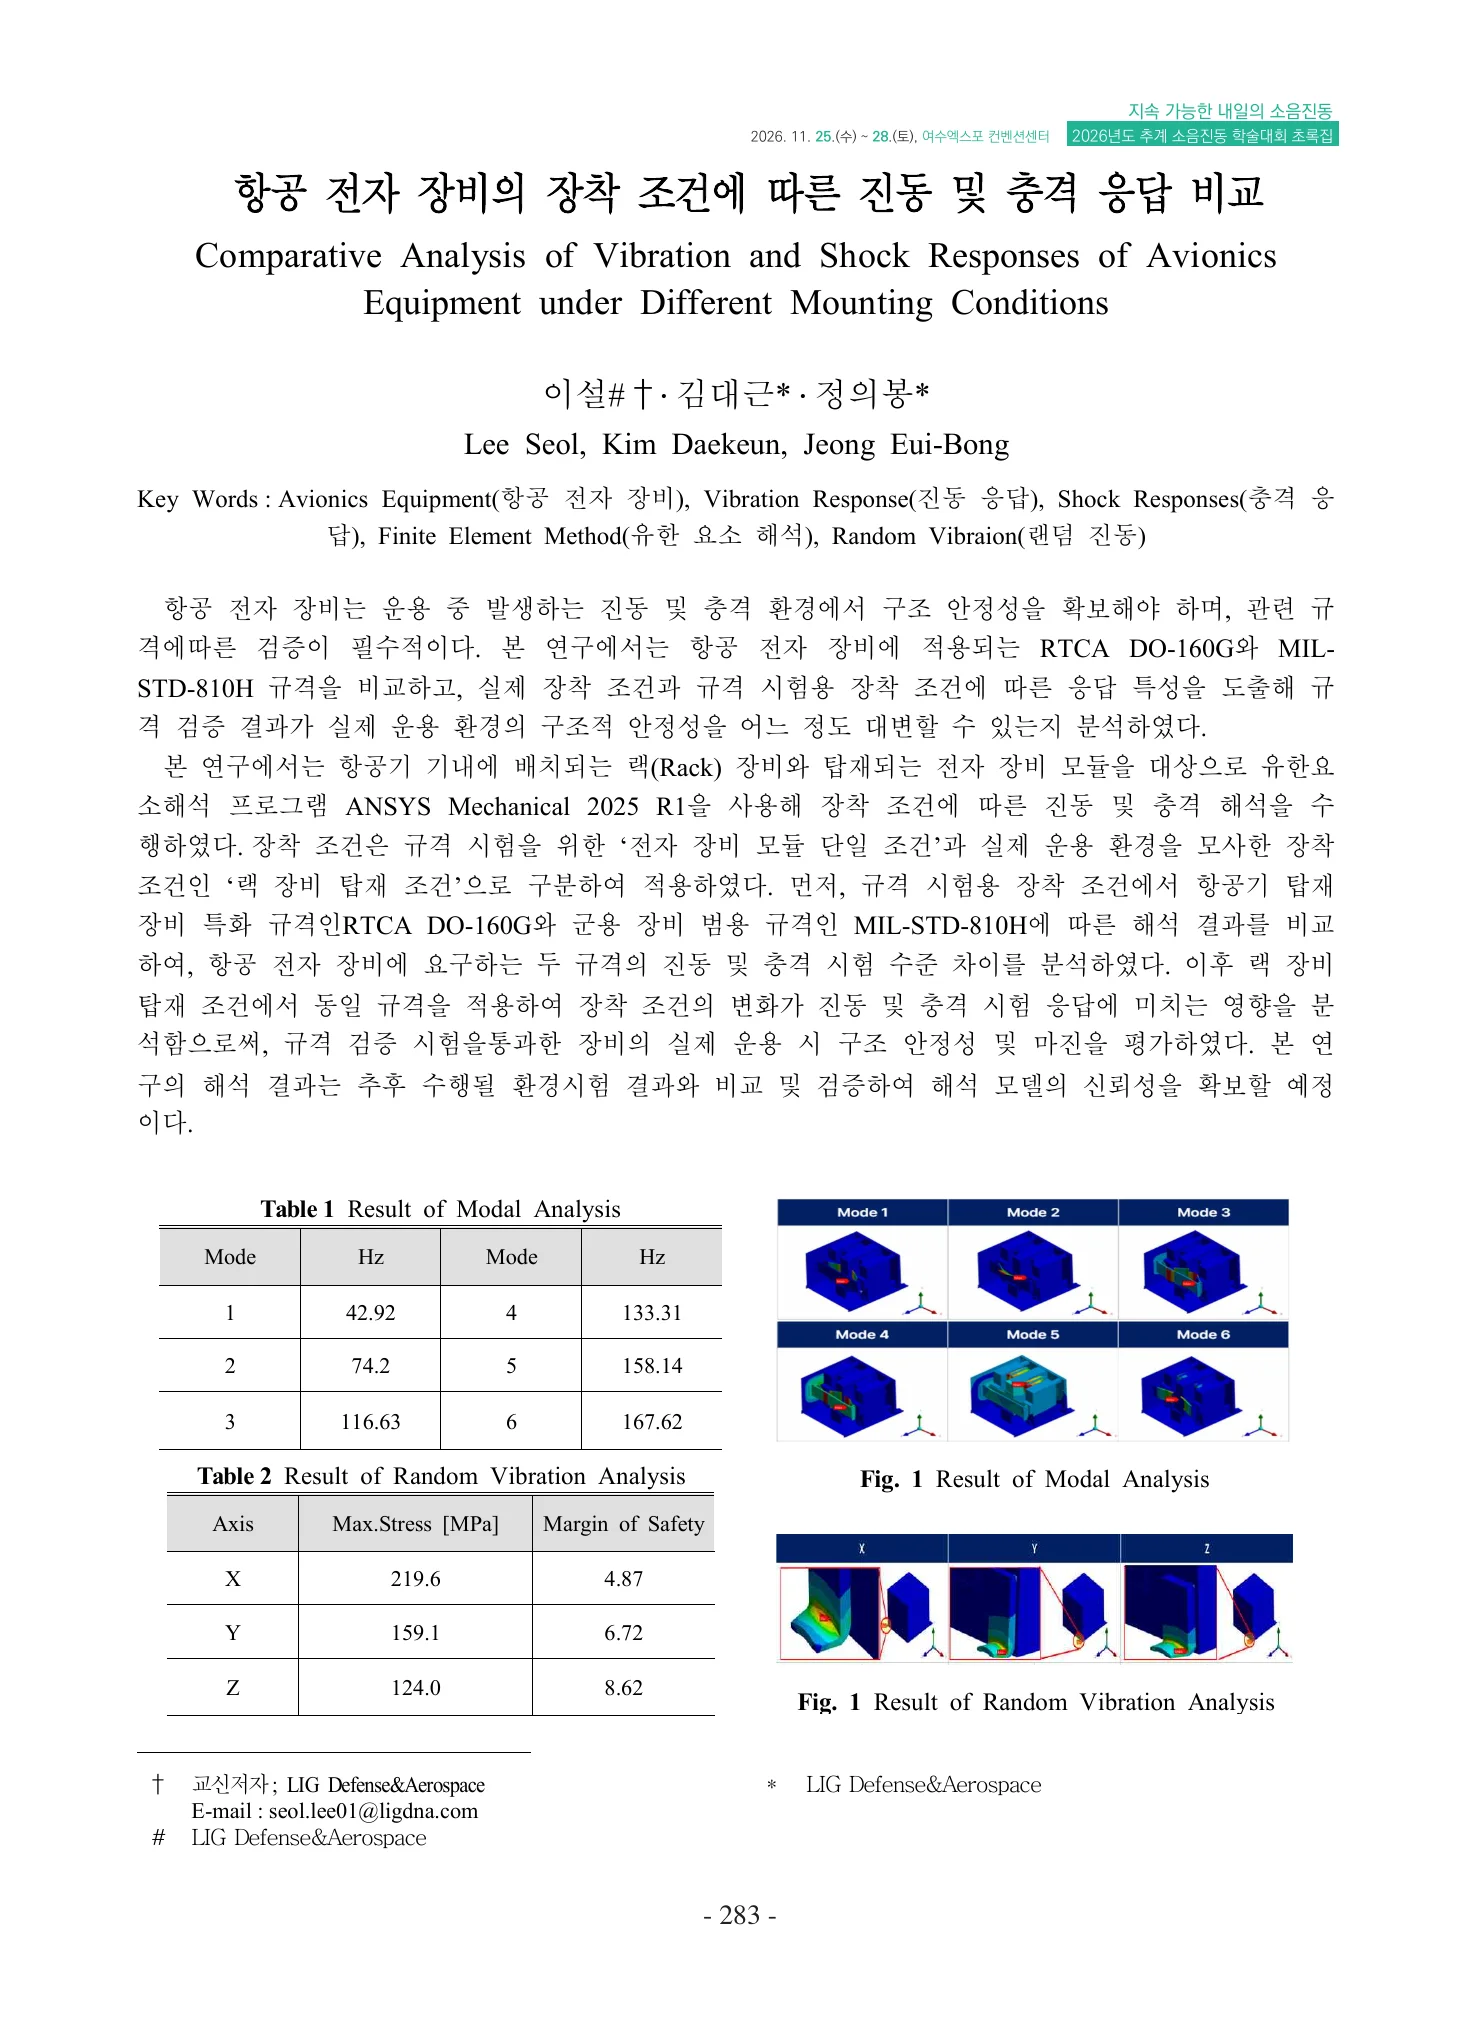 지속 가능한 내일의 소음진동
2026. 11. 25.(수) ~ 28.(토), 여수엑스포 컨벤션센터 2026년도 추계 소음진동 학술대회 초록집
항공 전자 장비의 장착 조건에 따른 진동 및 충격 응답 비교
Comparative Analysis of Vibration and Shock Responses of Avionics
Equipment under Different Mounting Conditions
이설#†· 김대근*· 정의봉*
Lee Seol, Kim Daekeun, Jeong Eui-Bong
Key Words : Avionics Equipment(항공 전자 장비), Vibration Response(진동 응답), Shock Responses(충격 응
답), Finite Element Method(유한 요소 해석), Random Vibraion(랜덤 진동)
항공 전자 장비는 운용 중 발생하는 진동 및 충격 환경에서 구조 안정성을 확보해야 하며, 관련 규
격에따른 검증이 필수적이다. 본 연구에서는 항공 전자 장비에 적용되는 RTCA DO-160G와 MIL-
STD-810H 규격을 비교하고, 실제 장착 조건과 규격 시험용 장착 조건에 따른 응답 특성을 도출해 규
격 검증 결과가 실제 운용 환경의 구조적 안정성을 어느 정도 대변할 수 있는지 분석하였다.
본 연구에서는 항공기 기내에 배치되는 랙(Rack) 장비와 탑재되는 전자 장비 모듈을 대상으로 유한요
소해석 프로그램 ANSYS Mechanical 2025 R1을 사용해 장착 조건에 따른 진동 및 충격 해석을 수
행하였다. 장착 조건은 규격 시험을 위한 ‘전자 장비 모듈 단일 조건’과 실제 운용 환경을 모사한 장착
조건인 ‘랙 장비 탑재 조건’으로 구분하여 적용하였다. 먼저, 규격 시험용 장착 조건에서 항공기 탑재
장비 특화 규격인RTCA DO-160G와 군용 장비 범용 규격인 MIL-STD-810H에 따른 해석 결과를 비교
하여, 항공 전자 장비에 요구하는 두 규격의 진동 및 충격 시험 수준 차이를 분석하였다. 이후 랙 장비
탑재 조건에서 동일 규격을 적용하여 장착 조건의 변화가 진동 및 충격 시험 응답에 미치는 영향을 분
석함으로써, 규격 검증 시험을통과한 장비의 실제 운용 시 구조 안정성 및 마진을 평가하였다. 본 연
구의 해석 결과는 추후 수행될 환경시험 결과와 비교 및 검증하여 해석 모델의 신뢰성을 확보할 예정
이다.
Table 1 Result of Modal Analysis
Mode Hz Mode Hz
1 42.92 4 133.31
2 74.2 5 158.14
3 116.63 6 167.62
Table 2 Result of Random Vibration Analysis
Axis Max.Stress [MPa] Margin of Safety
X 219.6 4.87
Y 159.1 6.72
Z 124.0 8.62
Mode 1 Mode 2 Mode 3
Mode 4 Mode 5 Mode 6
Fig. 1 Result of Modal Analysis
X Y Z
Fig. 1 Result of Random Vibration Analysis
† 교신저자; LIG Defense&Aerospace
E-mail : seol.lee01@ligdna.com
# LIG Defense&Aerospace
* LIG Defense&Aerospace
- 283 -